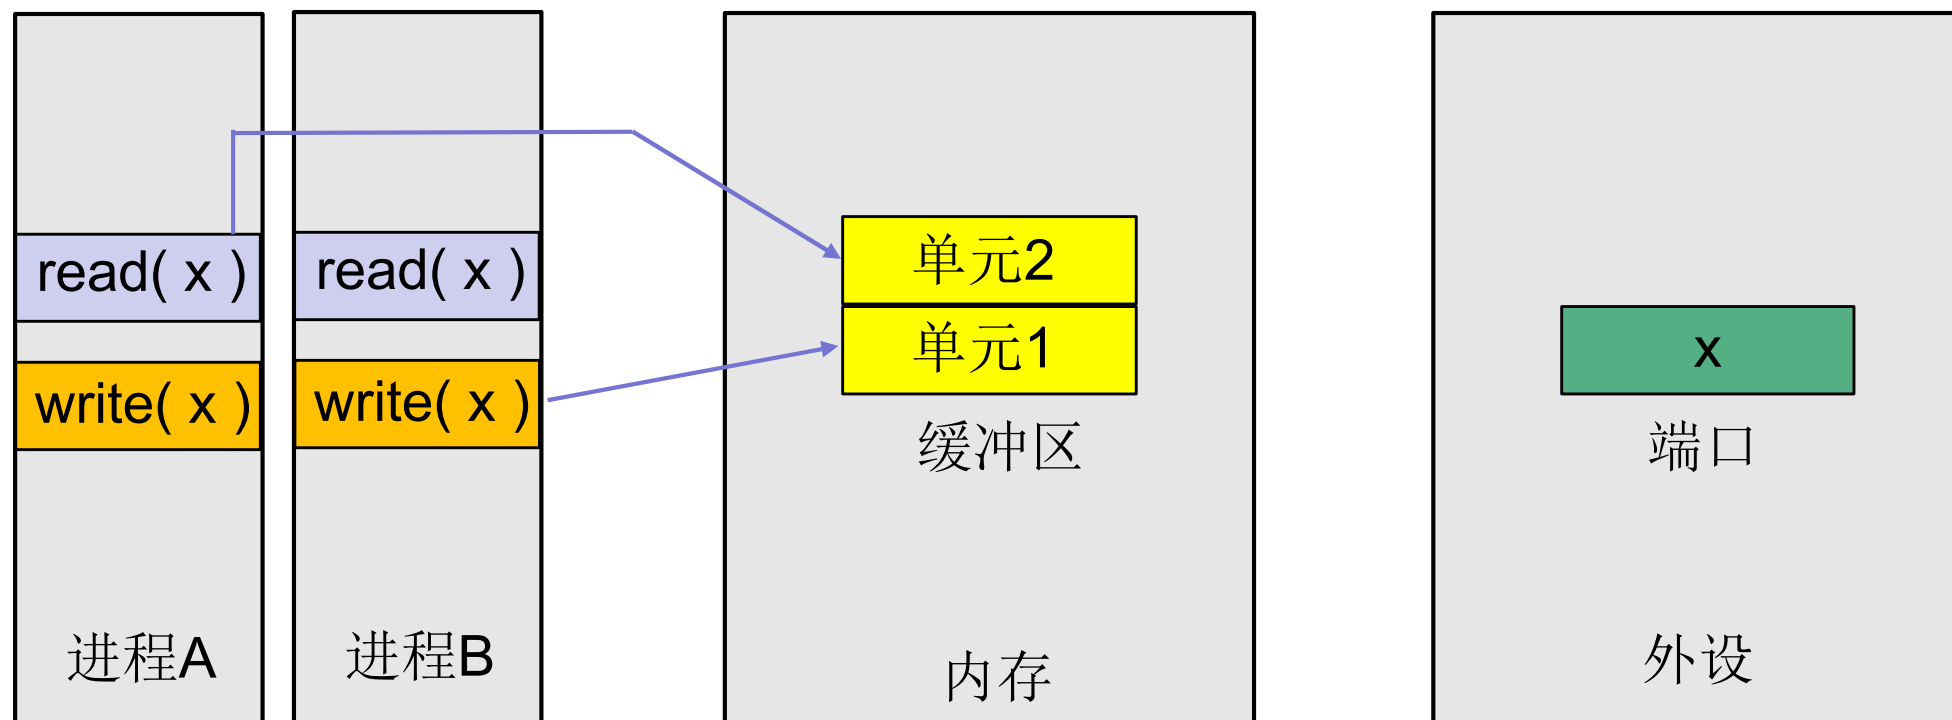 read( x )
write( x )
进程A
read( x )
write( x )
进程B
单元2
单元1
缓冲区
内存
x
端口
外设